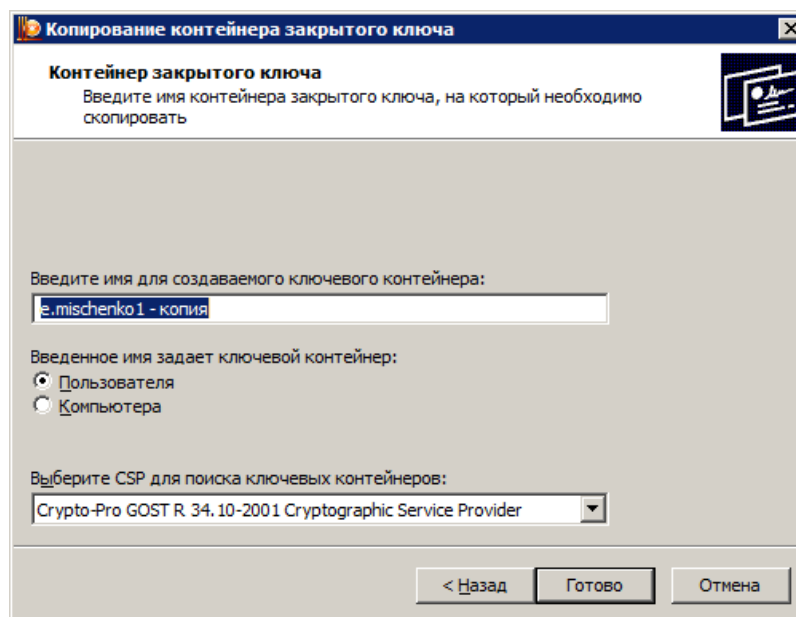 Копирование контейнера закрытого ключа
Контейнер закрытого ключа
Введите имя контейнера закрытого ключа, на который необходимо
скопировать
Введите имя для создаваемого ключевого контейнера:
e.mischenko1 - копия
Введенное имя задает ключевой контейнер:
Пользователя
Компьютера
Выберите CSP для поиска ключевых контейнеров:
Crypto-Pro GOST R 34.10-2001 Cryptographic Service Provider
< Назад
Готово
Отмена